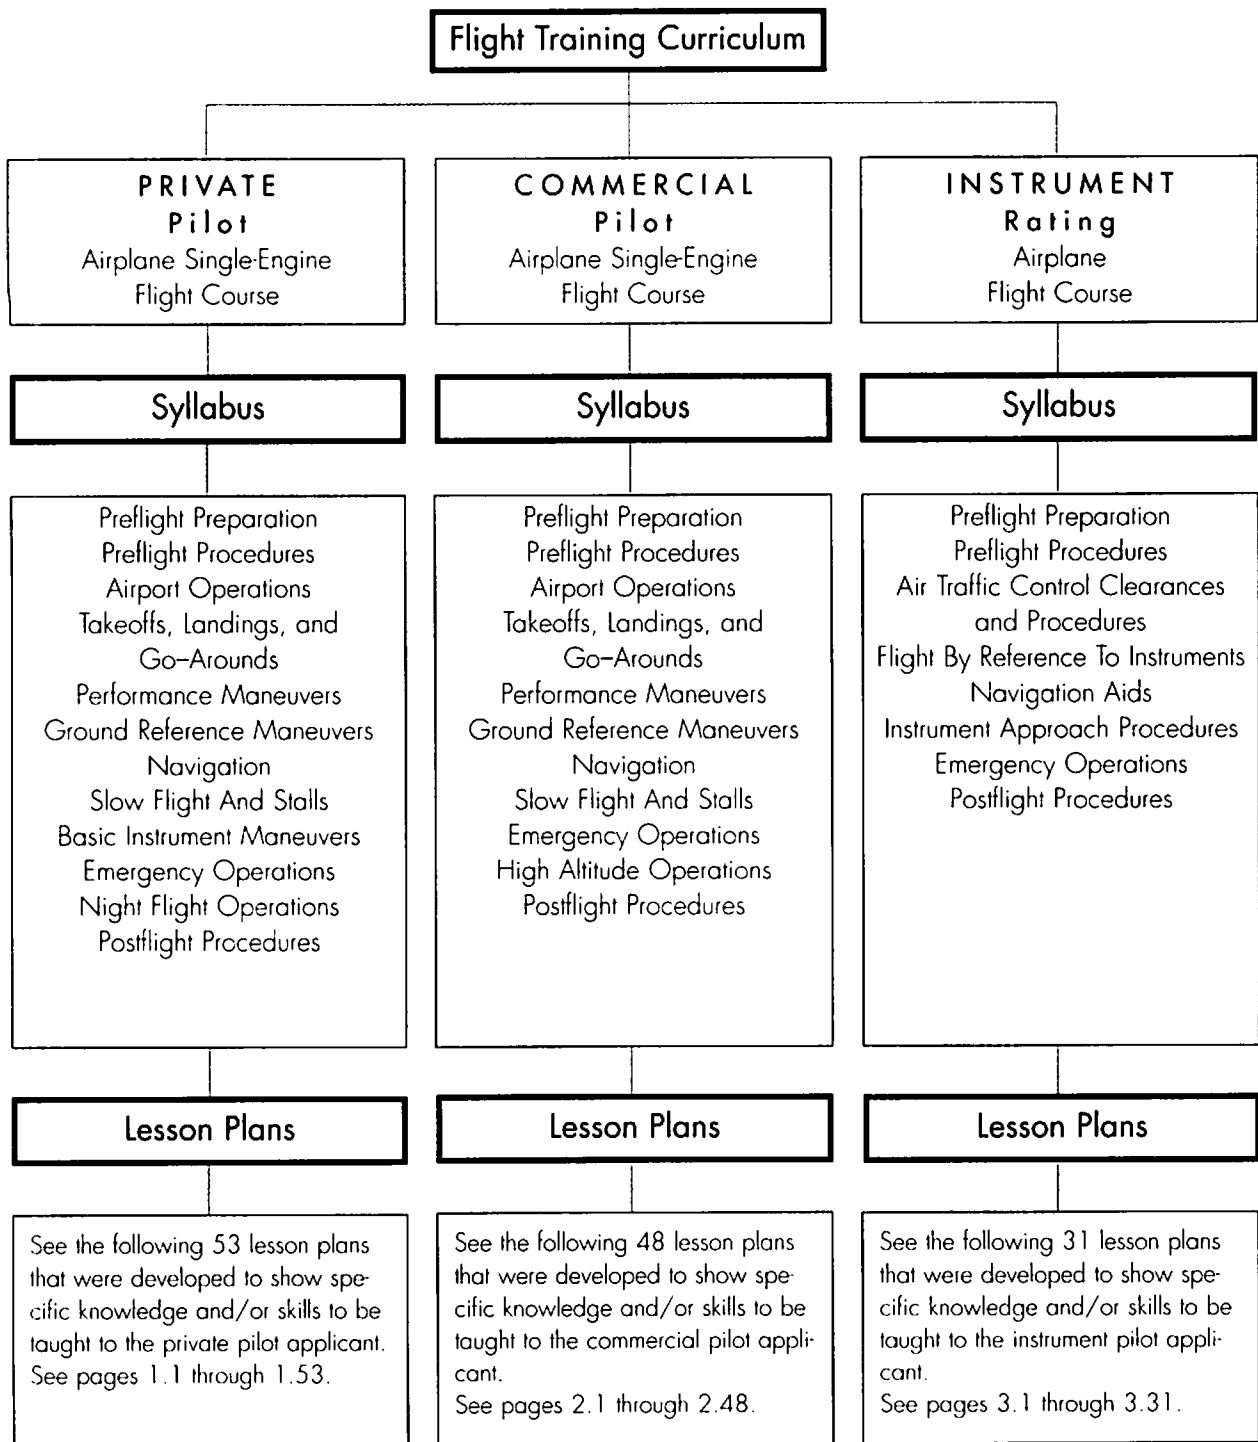 Flight Training Curriculum
PRIVATE
Pilot
Airplane Single-Engine
Flight Course
COMMERCIAL
Pilot
Airplane Single-Engine
Flight Course
INSTRUMENT
Rating
Airplane
Flight Course
Syllabus
Syllabus
Syllabus
Preflight Preparation
Preflight Procedures
Airport Operations
Takeoffs, Landings, and
Go-Arounds
Performance Maneuvers
Ground Reference Maneuvers
Navigation
Slow Flight And Stalls
Basic Instrument Maneuvers
Emergency Operations
Night Flight Operations
Postflight Procedures
Preflight Preparation
Preflight Procedures
Airport Operations
Takeoffs, Landings, and
Go-Arounds
Performance Maneuvers
Ground Reference Maneuvers
Navigation
Slow Flight And Stalls
Emergency Operations
High Altitude Operations
Postflight Procedures
Preflight Preparation
Preflight Procedures
Air Traffic Control Clearances
and Procedures
Flight By Reference To Instruments
Navigation Aids
Instrument Approach Procedures
Emergency Operations
Postflight Procedures
Lesson Plans
Lesson Plans
Lesson Plans
See the following 53 lesson plans
that were developed to show spe-
cific knowledge and/or skills to be
taught to the private pilot applicant.
See pages 1.1 through 1.53.
See the following 48 lesson plans
that were developed to show spe-
cific knowledge and/or skills to be
taught to the commercial pilot appli-
cant.
See pages 2.1 through 2.48.
See the following 31 lesson plans
that were developed to show spe-
cific knowledge and/or skills to be
taught to the instrument pilot appli-
cant.
See pages 3.1 through 3.31.